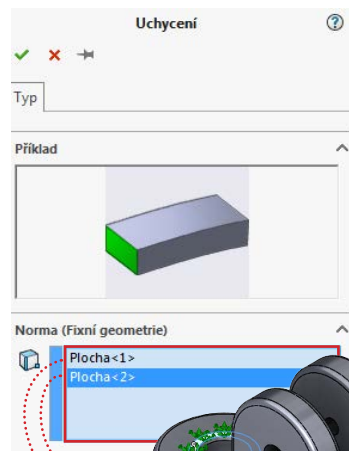 Uchycení
Typ
Příklad
Norma (Fixní geometrie)
Plocha<1>
Plocha<2>